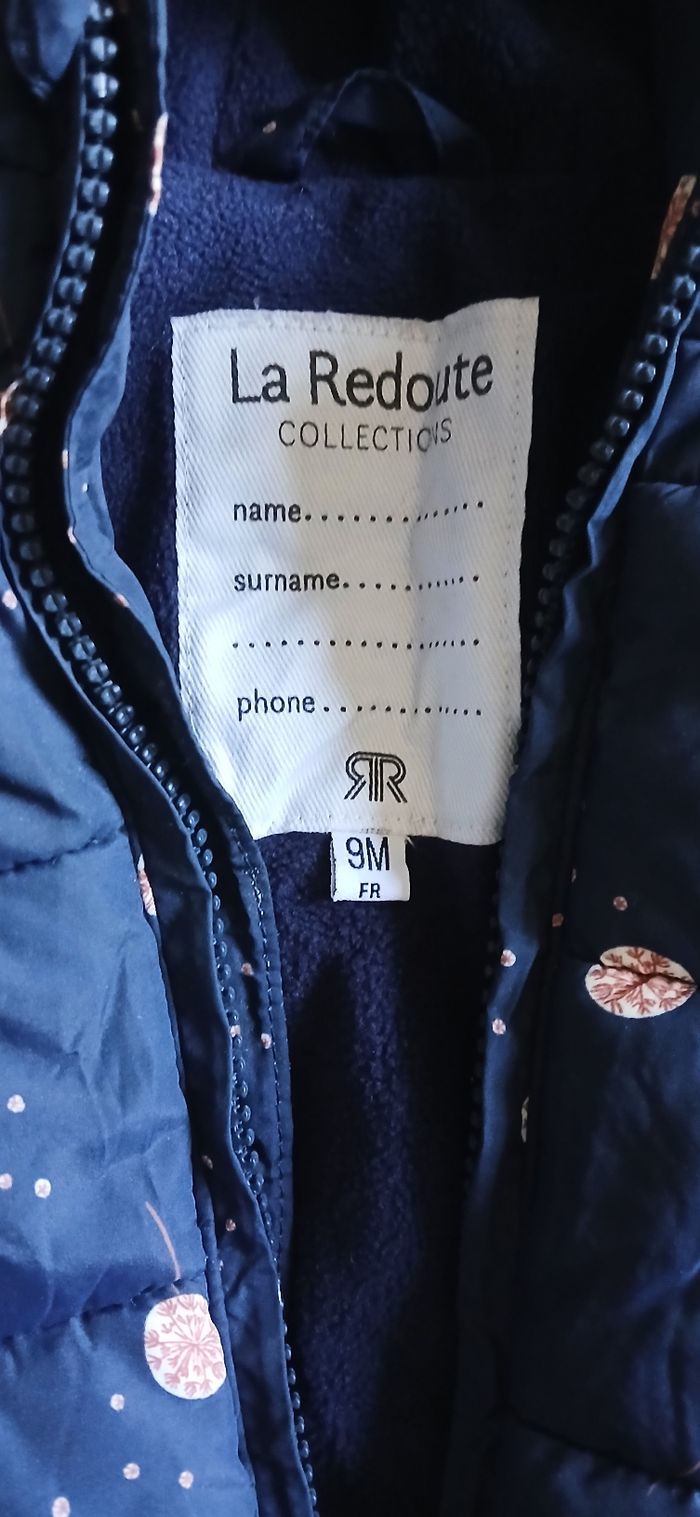 La Redoute
COLLECTIONS
name..................
surname...............
.......................
phone.................
RR
9M
FR